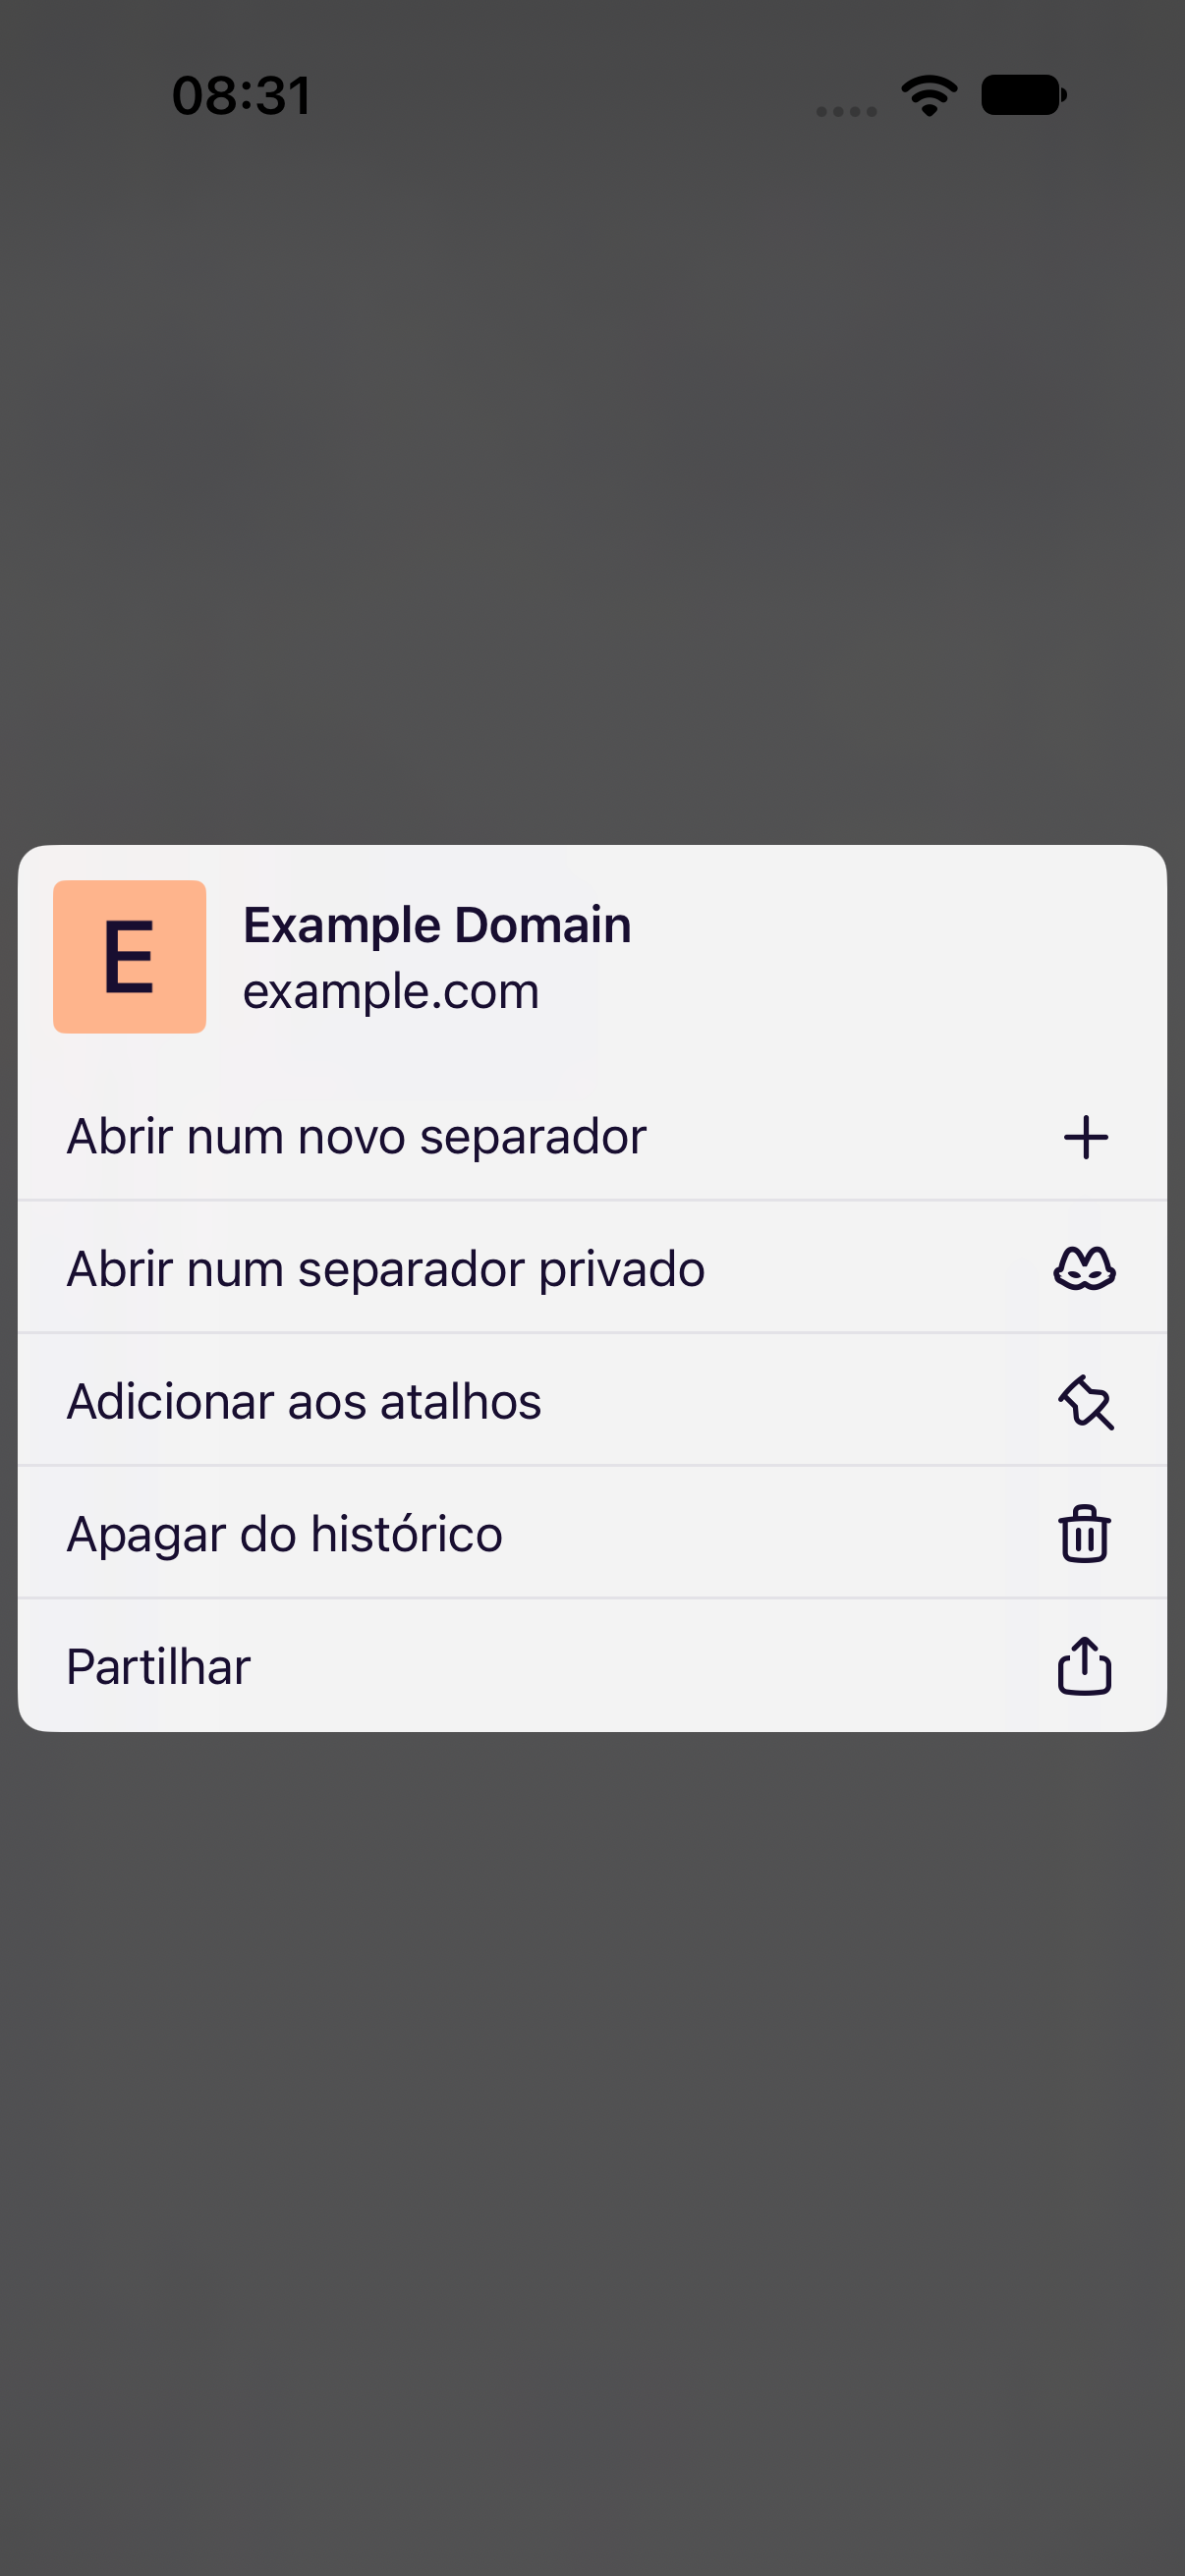 08:31
E
Example Domain
example.com
Abrir num novo separador
Abrir num separador privado
Adicionar aos atalhos
Apagar do histórico
Partilhar